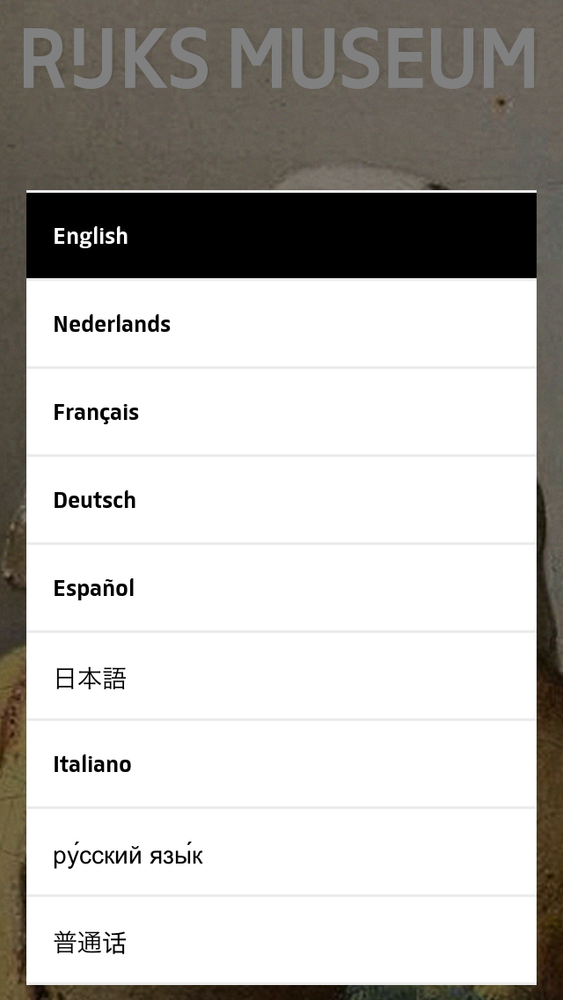 RIJKS MUSEUM
English
Nederlands
Français
Deutsch
Español
日本語
Italiano
ру́сский язы́к
普通话